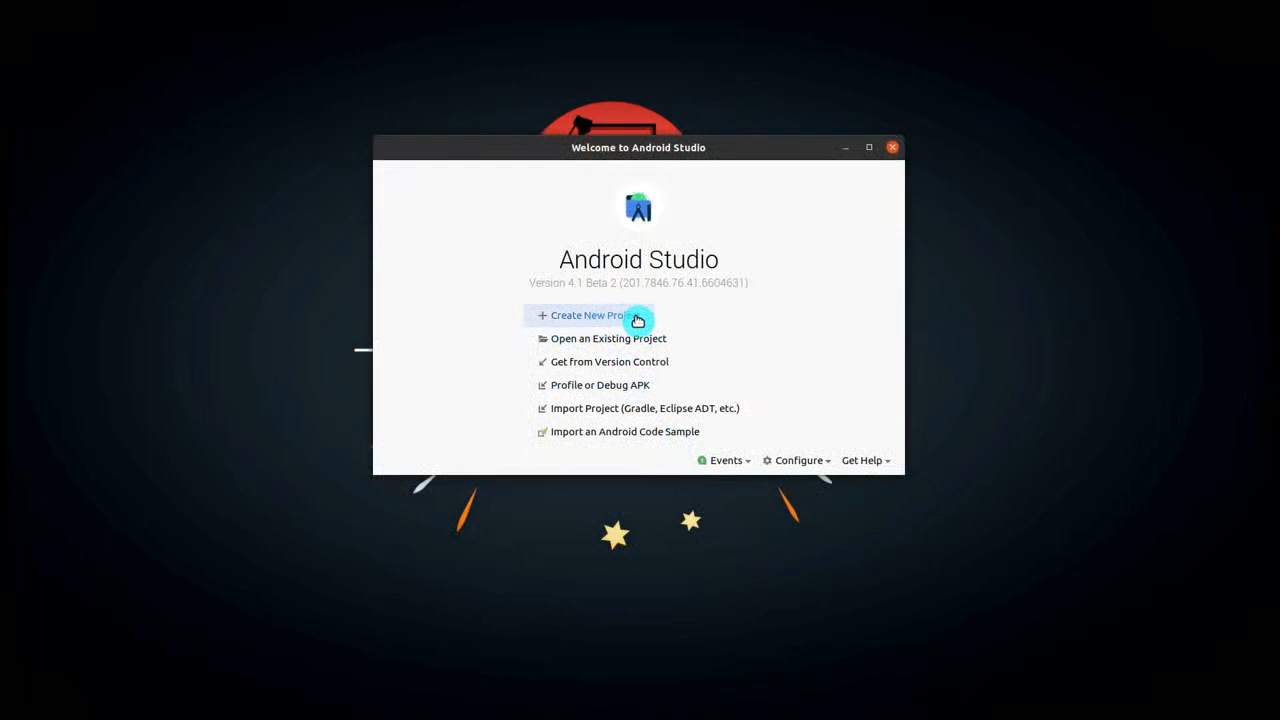 Welcome to Android Studio
Android Studio
Version 4.1 Beta 2 (201.7846.76.41.6604631)
Create New
Open an Existing Project
Get from Version Control
Profile or Debug APK
Import Project (Gradle, Eclipse ADT, etc.)
Import an Android Code Sample
Events Configure Get Help